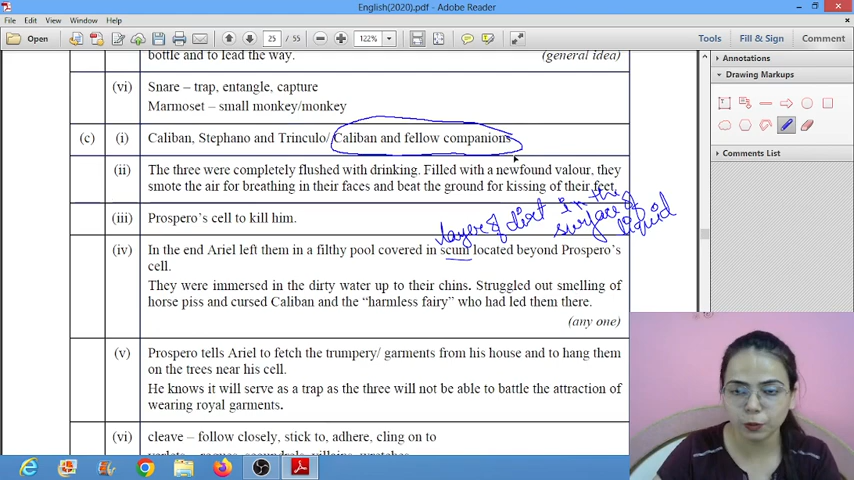 English(2020).pdf - Adobe Reader
File Edit View Window Help
Open 25 / 55 122% Tools Fill & Sign Comment
bottle and to lead the way. (general idea)
(vi) Snare – trap, entangle, capture
Marmoset – small monkey/monkey
(c) (i) Caliban, Stephano and Trinculo/ Caliban and fellow companions
(ii) The three were completely flushed with drinking. Filled with a newfound valour, they
smote the air for breathing in their faces and beat the ground for kissing of their feet.
(iii) Prospero's cell to kill him.
layer of dirt in the
surface of
liquid
(iv) In the end Ariel left them in a filthy pool covered in scum located beyond Prospero's
cell.
They were immersed in the dirty water up to their chins. Struggled out smelling of
horse piss and cursed Caliban and the "harmless fairy" who had led them there.
(any one)
(v) Prospero tells Ariel to fetch the trumpery/ garments from his house and to hang them
on the trees near his cell.
He knows it will serve as a trap as the three will not be able to battle the attraction of
wearing royal garments.
(vi) cleave – follow closely, stick to, adhere, cling on to
varlets – rogues, scoundrels, villains, wretches
Annotations
Drawing Markups
Comments List